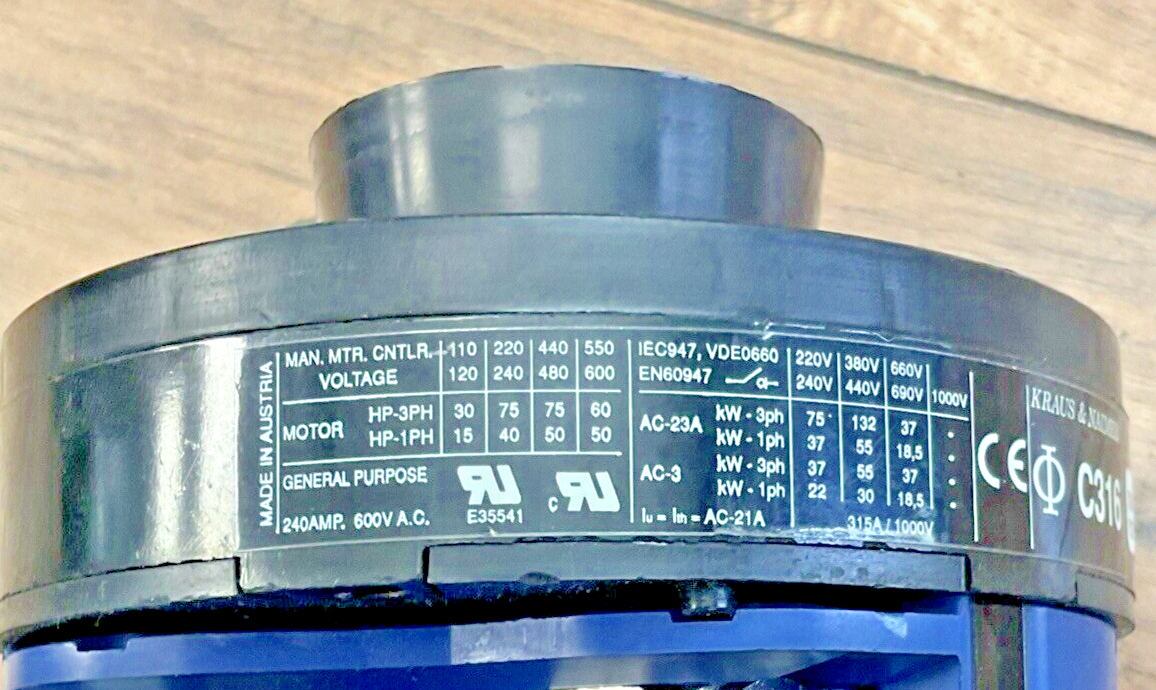 MADE IN AUSTRIA
MAN. MTR. CNTLR. 110 220 440 550
VOLTAGE 120 240 480 600
MOTOR
HP-3PH 30 75 75 60
HP-1PH 15 40 50 50
GENERAL PURPOSE
240AMP. 600V A.C.
E35541
c
IEC947, VDE0660 220V 380V 660V
EN60947 240V 440V 690V 1000V
AC-23A
kW - 3ph 75 132 37 -
kW - 1ph 37 55 18,5 -
AC-3
kW - 3ph 37 55 37 -
kW - 1ph 22 30 18,5 -
Iu = Ith = AC-21A 315A / 1000V
CE
KRAUS &
C316